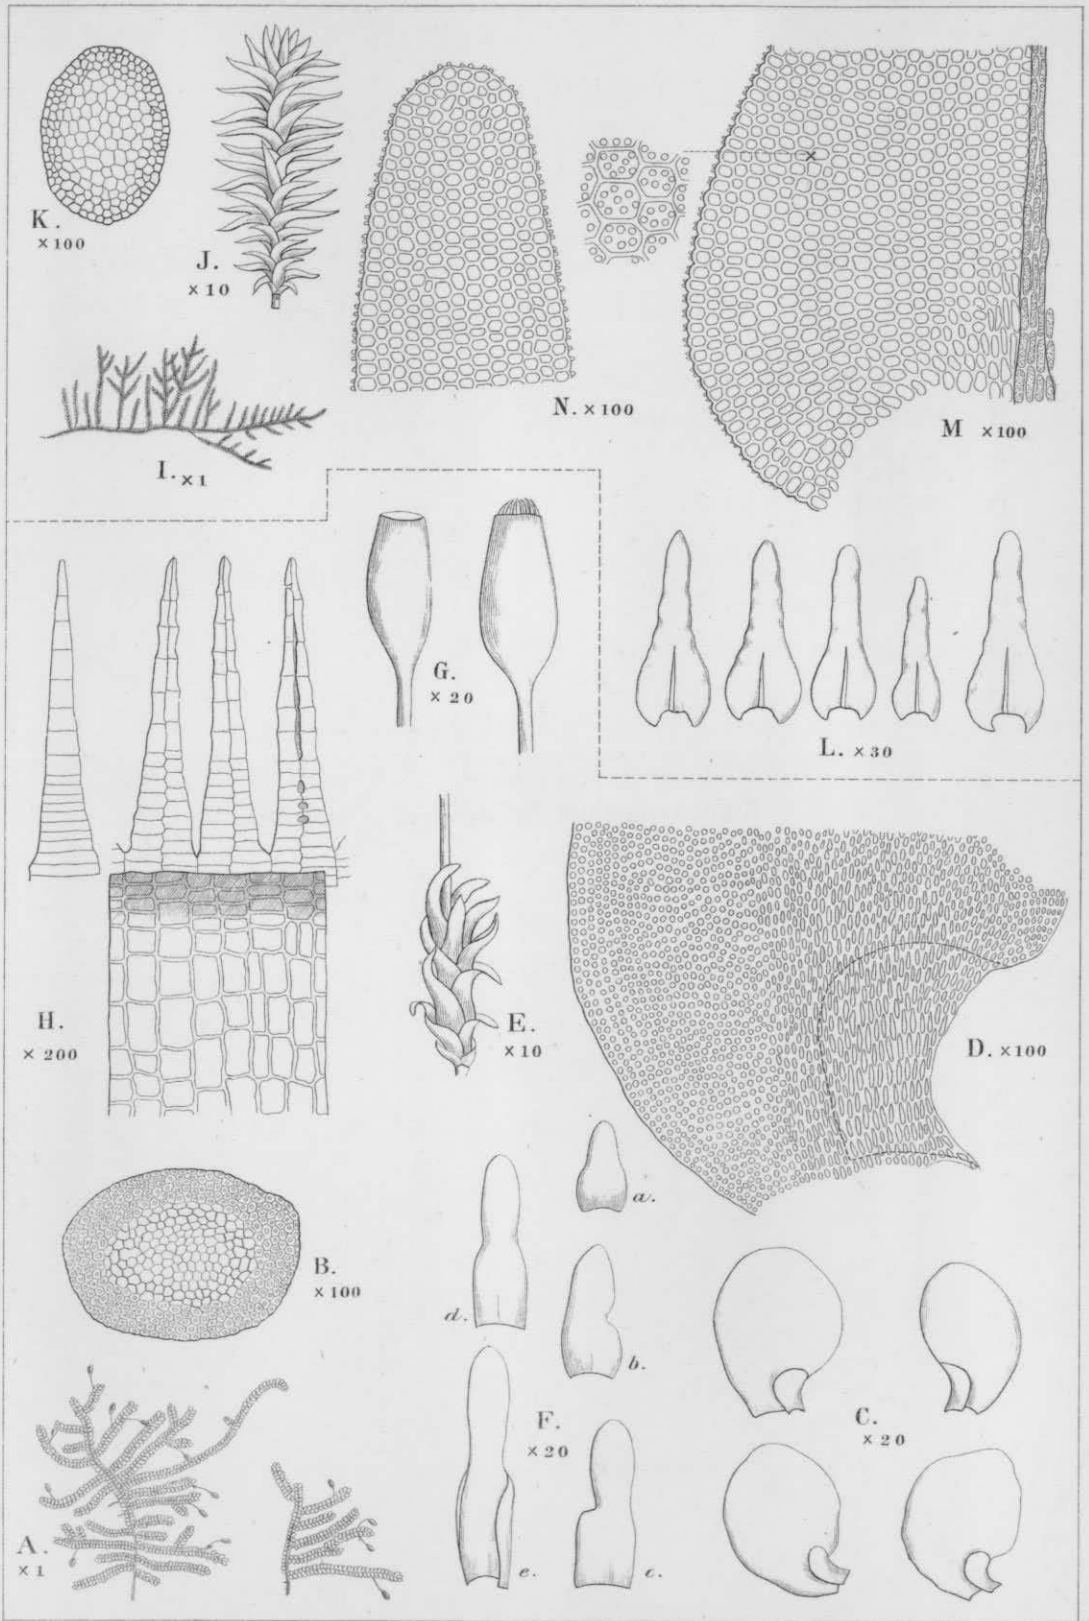 K.
× 100
J.
× 10
N. × 100
M × 100
I. × 1
G.
× 20
L. × 30
H.
× 200
E.
× 10
D. × 100
a.
B.
× 100
d.
b.
F.
× 20
C.
× 20
A.
× 1
e.
c.